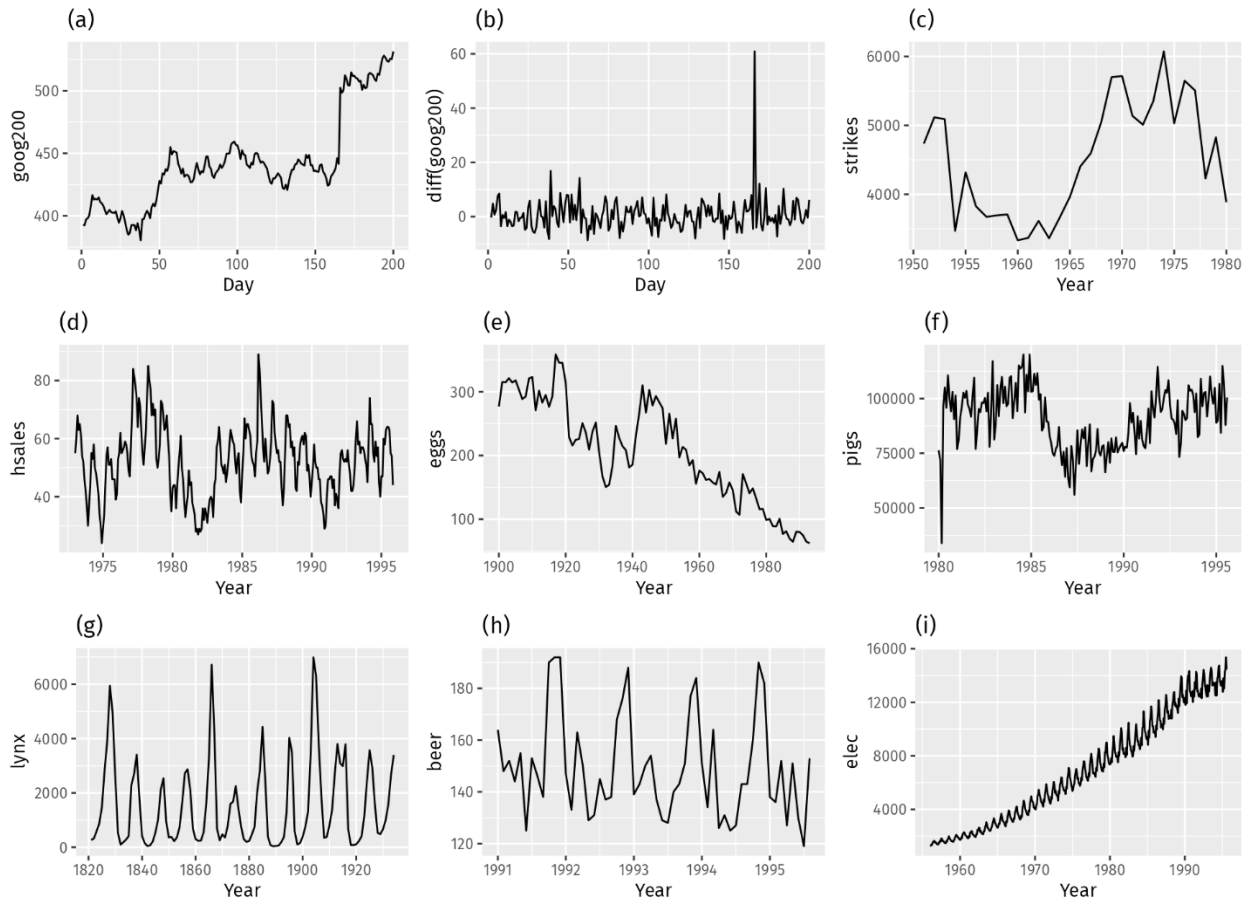 (a)
goog200
500
450
400
0
50
100
150
200
Day
(b)
diff(goog200)
60
40
20
0
0
50
100
150
200
Day
(c)
strikes
6000
5000
4000
1950
1955
1960
1965
1970
1975
1980
Year
(d)
hsales
80
60
40
1975
1980
1985
1990
1995
Year
(e)
eggs
300
200
100
1900
1920
1940
1960
1980
Year
(f)
pigs
100000
75000
50000
1980
1985
1990
1995
Year
(g)
lynx
6000
4000
2000
0
1820
1840
1860
1880
1900
1920
Year
(h)
beer
180
160
140
120
1991
1992
1993
1994
1995
Year
(i)
elec
16000
12000
8000
4000
1960
1970
1980
1990
Year